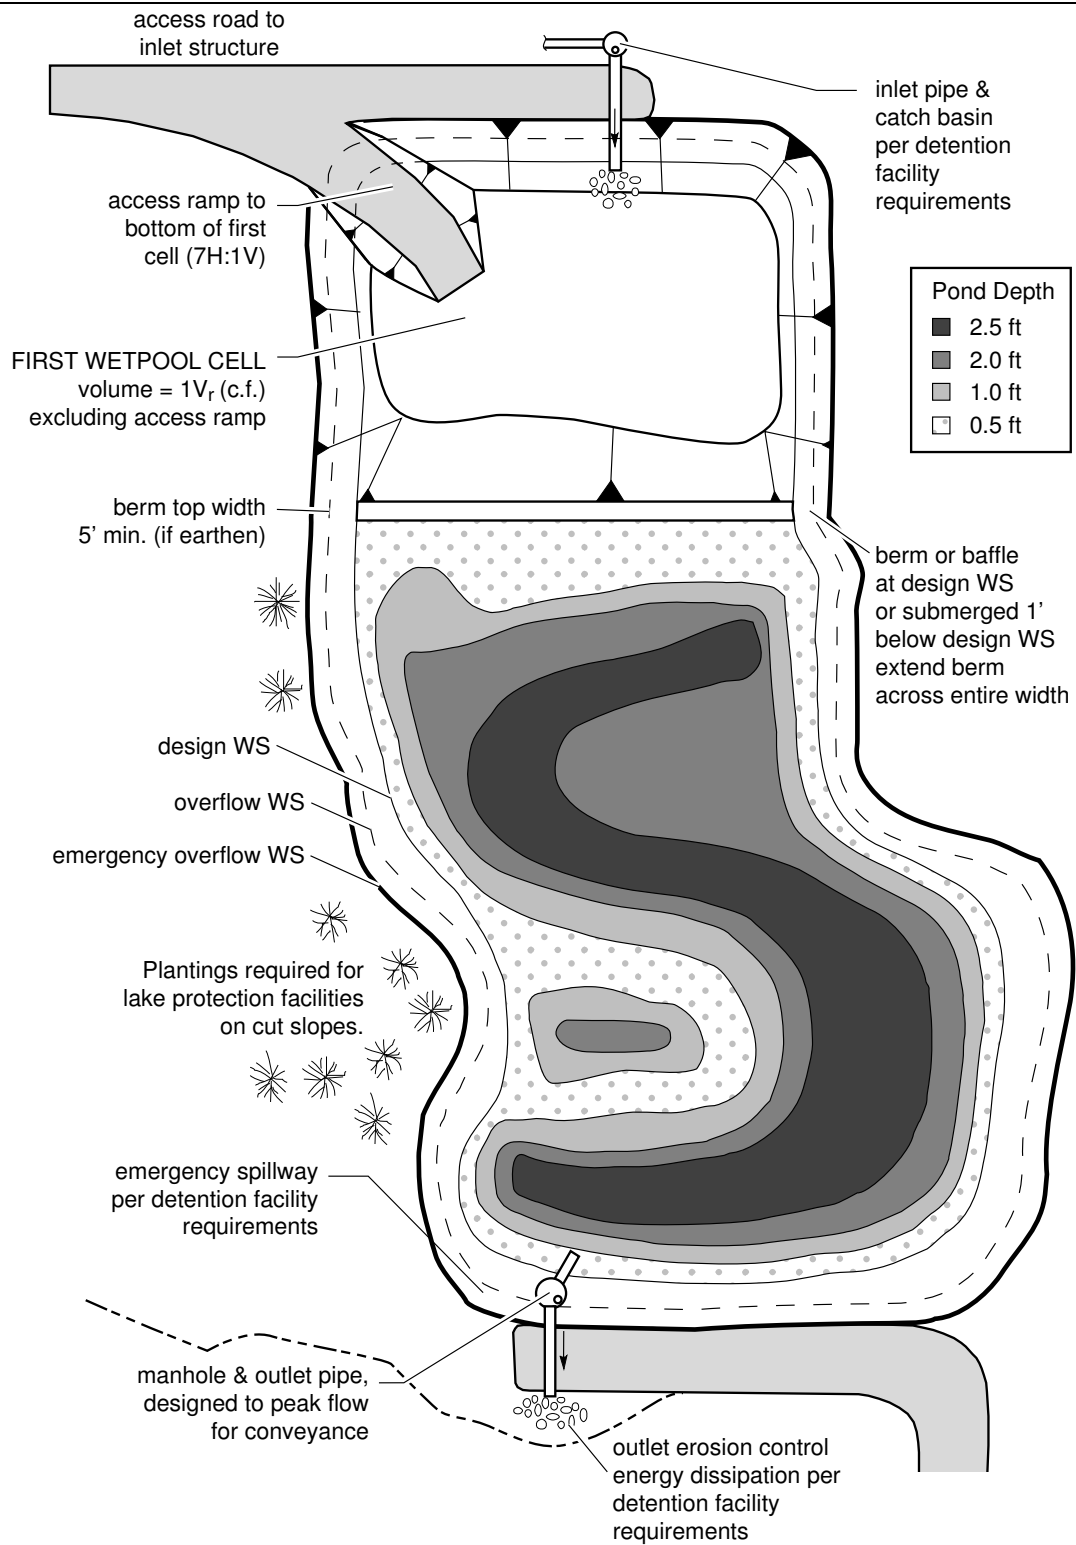 access road to
inlet structure
inlet pipe &
catch basin
per detention
facility
requirements
access ramp to
bottom of first
cell (7H:1V)
Pond Depth
2.5 ft
2.0 ft
1.0 ft
0.5 ft
FIRST WETPOOL CELL
volume = 1Vr (c.f.)
excluding access ramp
berm top width
5' min. (if earthen)
berm or baffle
at design WS
or submerged 1'
below design WS
extend berm
across entire width
design WS
overflow WS
emergency overflow WS
Plantings required for
lake protection facilities
on cut slopes.
emergency spillway
per detention facility
requirements
manhole & outlet pipe,
designed to peak flow
for conveyance
outlet erosion control
energy dissipation per
detention facility
requirements